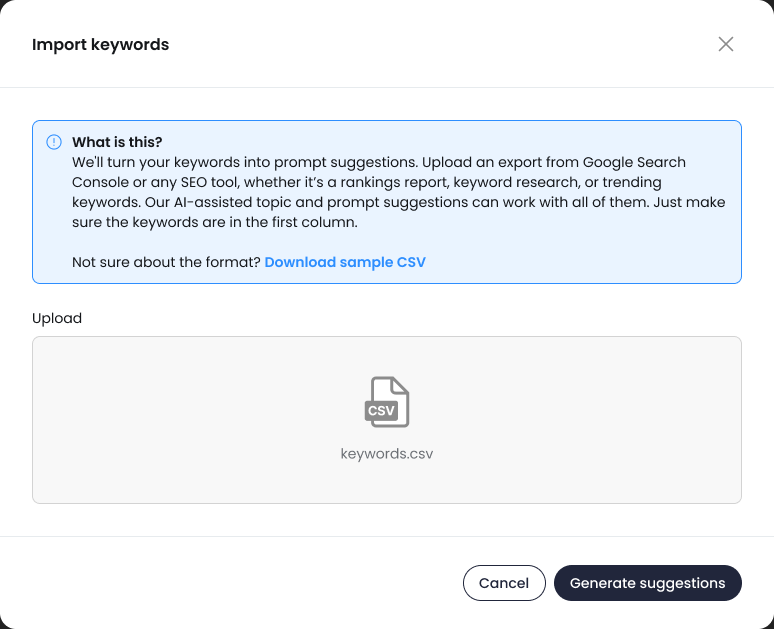 Import keywords
What is this?
We'll turn your keywords into prompt suggestions. Upload an export from Google Search
Console or any SEO tool, whether it’s a rankings report, keyword research, or trending
keywords. Our AI-assisted topic and prompt suggestions can work with all of them. Just make
sure the keywords are in the first column.
Not sure about the format? Download sample CSV
Upload
CSV
keywords.csv
Cancel
Generate suggestions